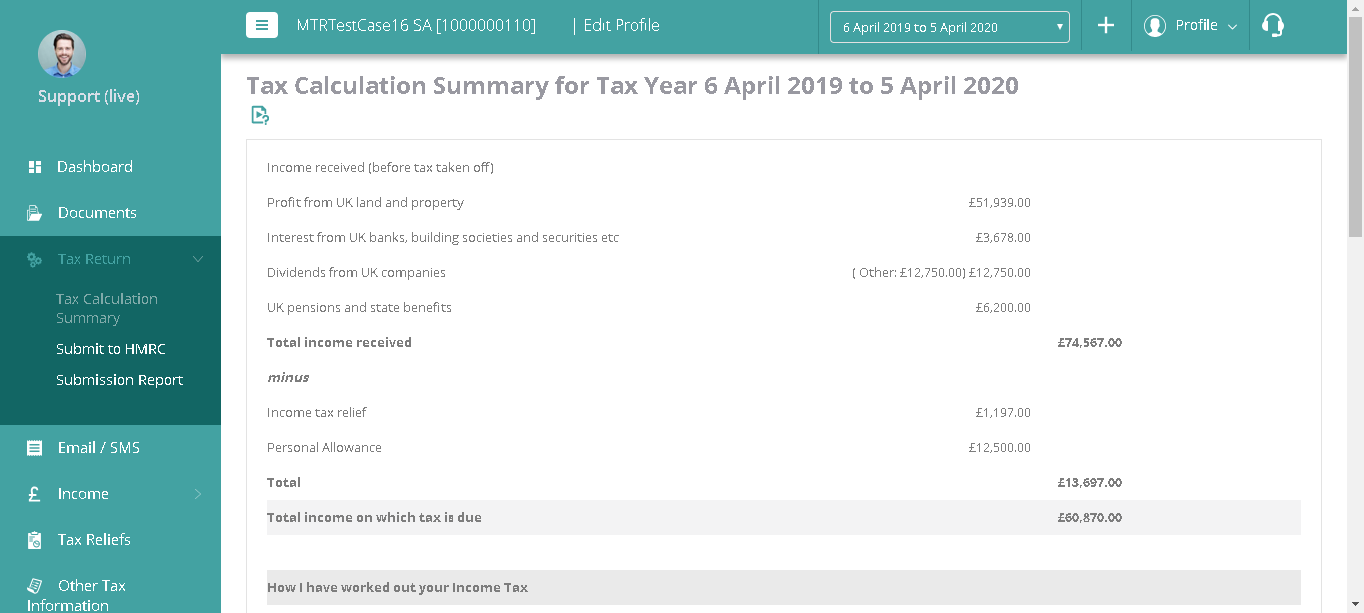 MTRTestCase16 SA [1000000110] | Edit Profile
6 April 2019 to 5 April 2020
Profile
Support (live)
Dashboard
Documents
Tax Return
Tax Calculation
Summary
Submit to HMRC
Submission Report
Email / SMS
Income
Tax Reliefs
Other Tax
Information
Tax Calculation Summary for Tax Year 6 April 2019 to 5 April 2020
Income received (before tax taken off)
Profit from UK land and property £51,939.00
Interest from UK banks, building societies and securities etc £3,678.00
Dividends from UK companies ( Other: £12,750.00) £12,750.00
UK pensions and state benefits £6,200.00
Total income received £74,567.00
minus
Income tax relief £1,197.00
Personal Allowance £12,500.00
Total £13,697.00
Total income on which tax is due £60,870.00
How I have worked out your Income Tax